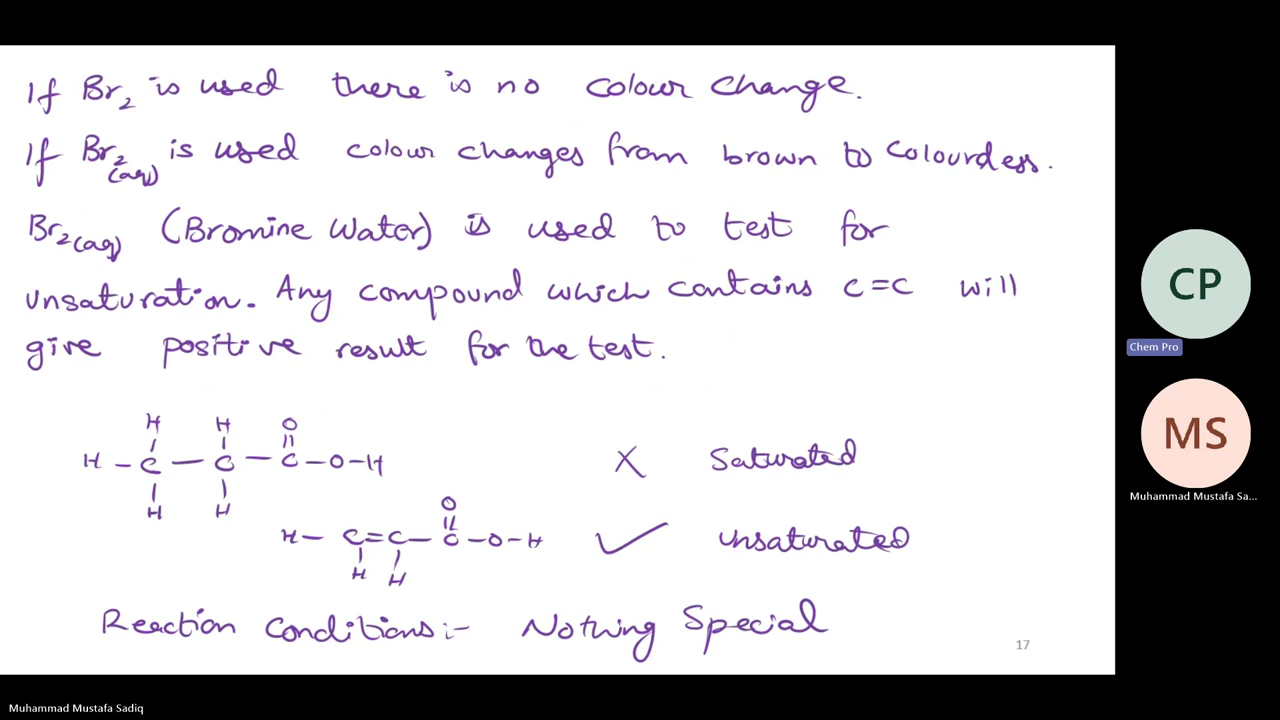 If Br₂ is used there is no colour change.
If Br₂(aq) is used colour changes from brown to colourless.
Br₂(aq) (Bromine Water) is used to test for
unsaturation. Any compound which contains C=C will
give positive result for the test.
H H O
|| 
H - C - C - C - O - H X Saturated
H H
O
||
H - C = C - C - O - H ✓ unsaturated
H H
Reaction Conditions :- Nothing Special
17
CP
Chem Pro
MS
Muhammad Mustafa Sa...
Muhammad Mustafa Sadiq